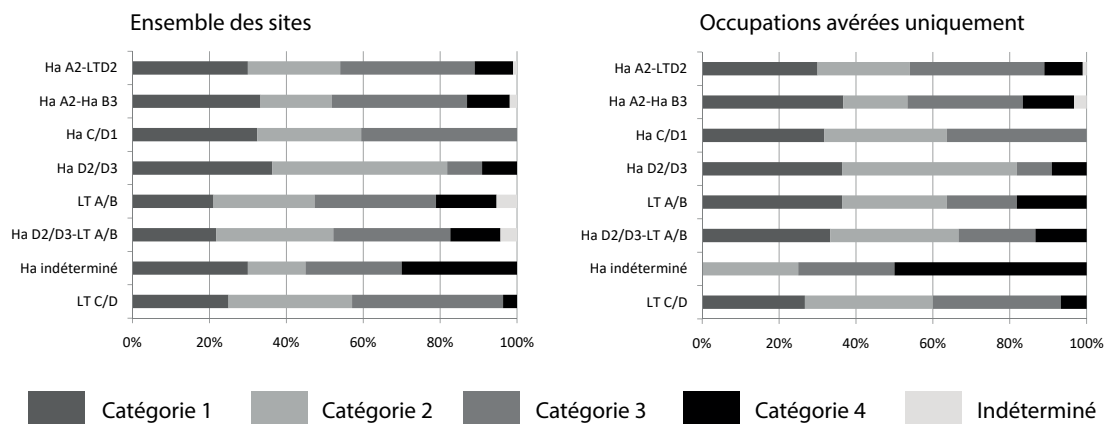 Ensemble des sites
Ha A2-LTD2
Ha A2-Ha B3
Ha C/D1
Ha D2/D3
LT A/B
Ha D2/D3-LT A/B
Ha indéterminé
LT C/D
0% 20% 40% 60% 80% 100%
Occupations avérées uniquement
Ha A2-LTD2
Ha A2-Ha B3
Ha C/D1
Ha D2/D3
LT A/B
Ha D2/D3-LT A/B
Ha indéterminé
LT C/D
0% 20% 40% 60% 80% 100%
Catégorie 1 Catégorie 2 Catégorie 3 Catégorie 4 Indéterminé